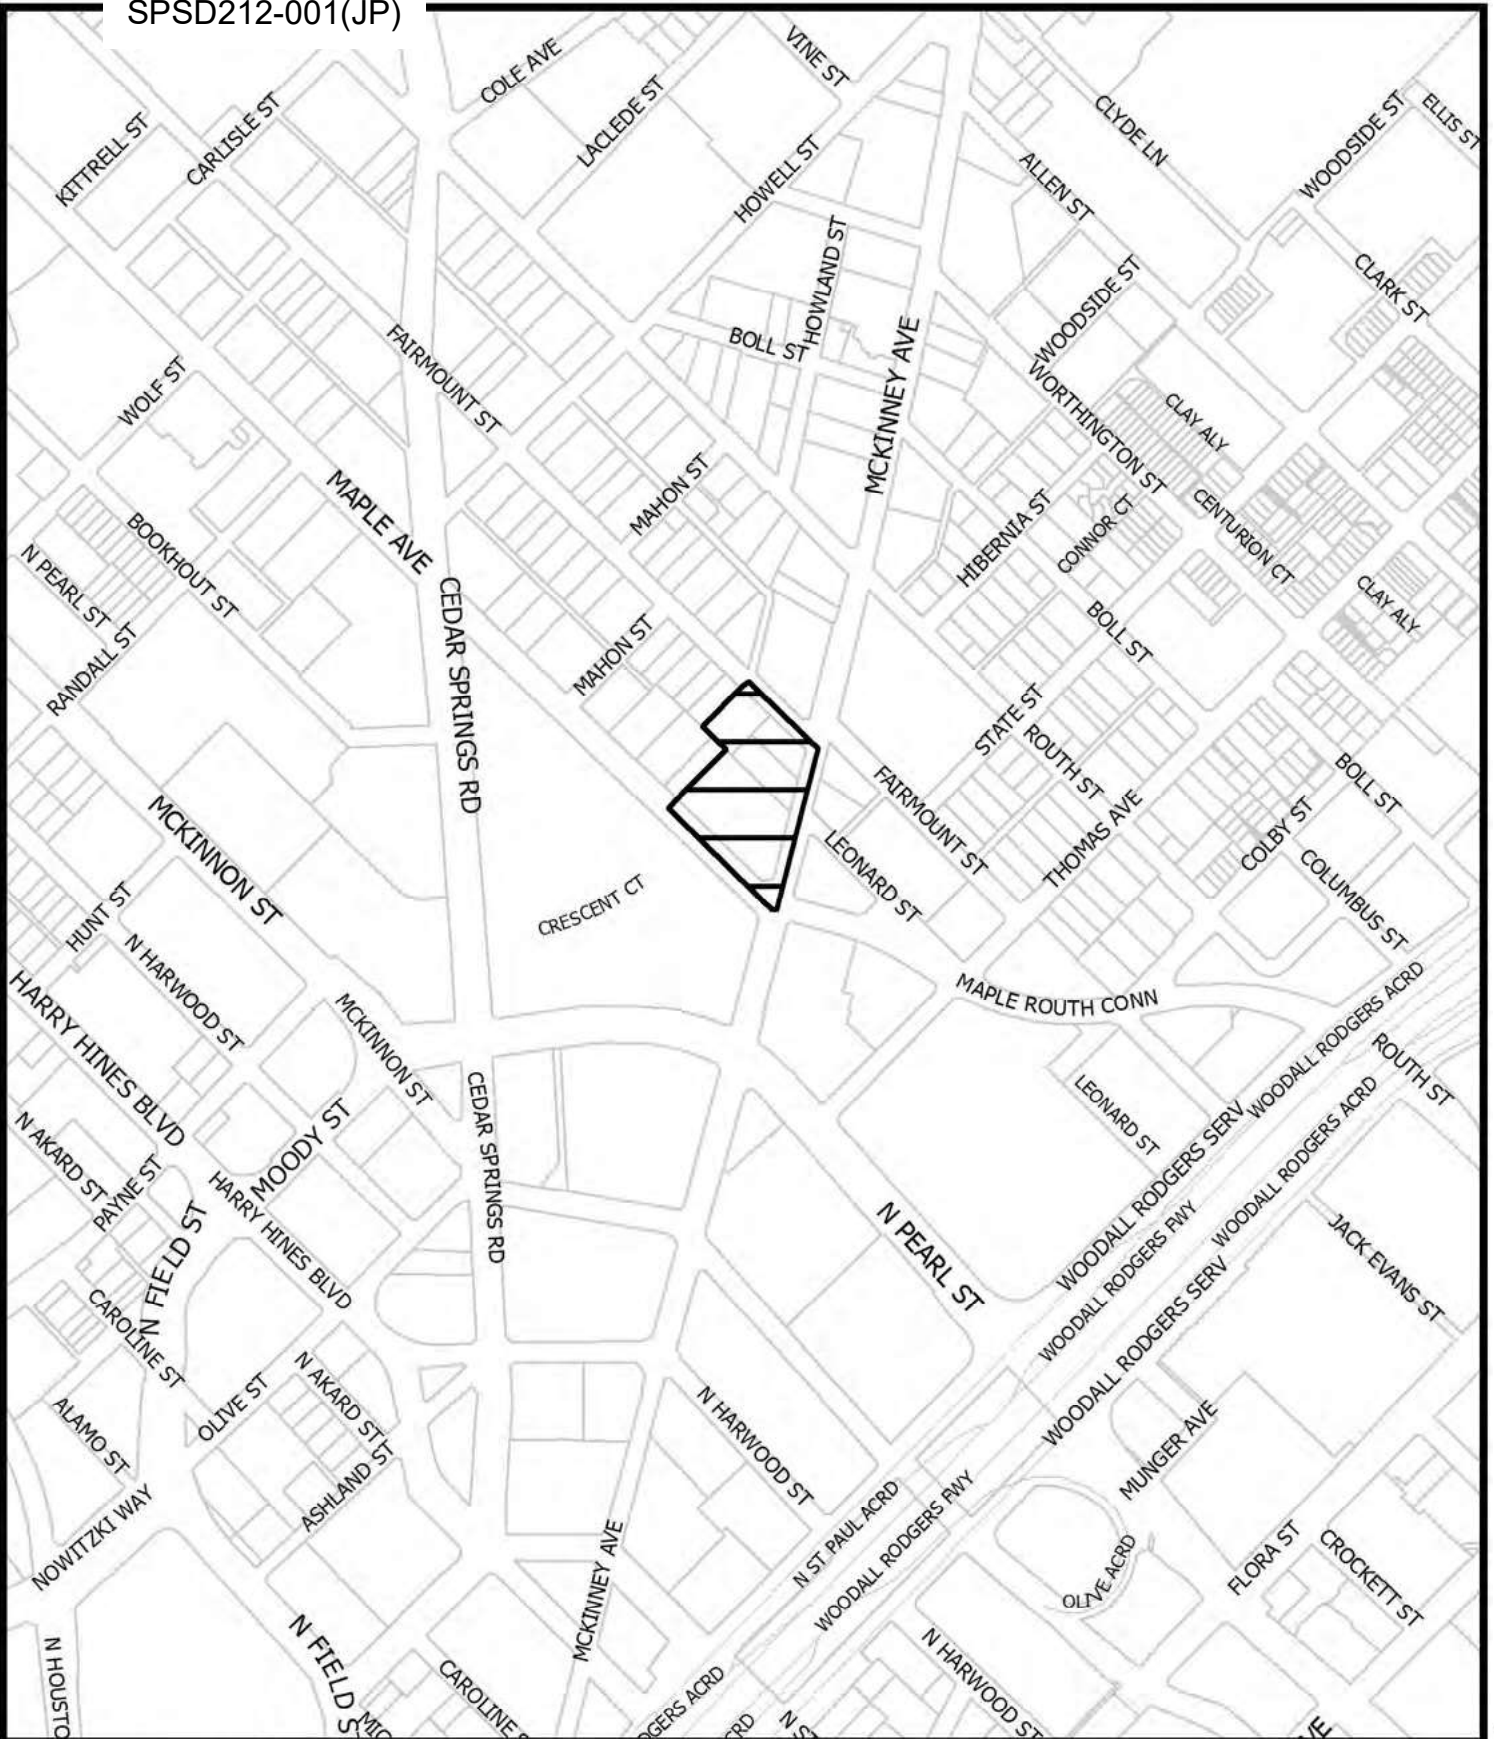 SPSD212-001(JP)
COLE AVE
VINE ST
LACLEDE ST
KITTRELL ST
CARLISLE ST
CLYDE LN
WOODSIDE ST
ELLIS ST
HOWELL ST
ALLEN ST
HOWLAND ST
WOODSIDE ST
CLARK ST
FAIRMOUNT ST
BOLL ST
MCKINNEY AVE
WOLF ST
WORTHINGTON ST
CLAY ALY
MAPLE AVE
MAHON ST
HIBERNIA ST
CONNOR CT
CENTURION CT
BOOKHOUT ST
N PEARL ST
RANDALL ST
CLAY ALY
CEDAR SPRINGS RD
MAHON ST
BOLL ST
STATE ST
ROUTH ST
MCKINNON ST
FAIRMOUNT ST
THOMAS AVE
BOLL ST
COLBY ST
LEONARD ST
COLUMBUS ST
CRESCENT CT
HUNT ST
N HARWOOD ST
HARRY HINES BLVD
MCKINNON ST
MAPLE ROUTH CONN
WOODALL RODGERS ACRD
ROUTH ST
CEDAR SPRINGS RD
LEONARD ST
N AKARD ST
PAYNE ST
MOODY ST
HARRY HINES BLVD
N FIELD ST
WOODALL RODGERS SERV
WOODALL RODGERS ACRD
WOODALL RODGERS FWY
N PEARL ST
JACK EVANS ST
CAROLINE ST
WOODALL RODGERS SERV
OLIVE ST
N AKARD ST
ALAMO ST
ASHLAND ST
N HARWOOD ST
MUNGER AVE
NOWITZKI WAY
MCKINNEY AVE
N ST PAUL ACRD
WOODALL RODGERS FWY
OLIVE ACRD
FLORA ST
CROCKETT ST
N HOUSTO
N FIELD S
CAROLINE S
DGERS ACRD
N HARWOOD ST
MIC
CRD
N ST
VE